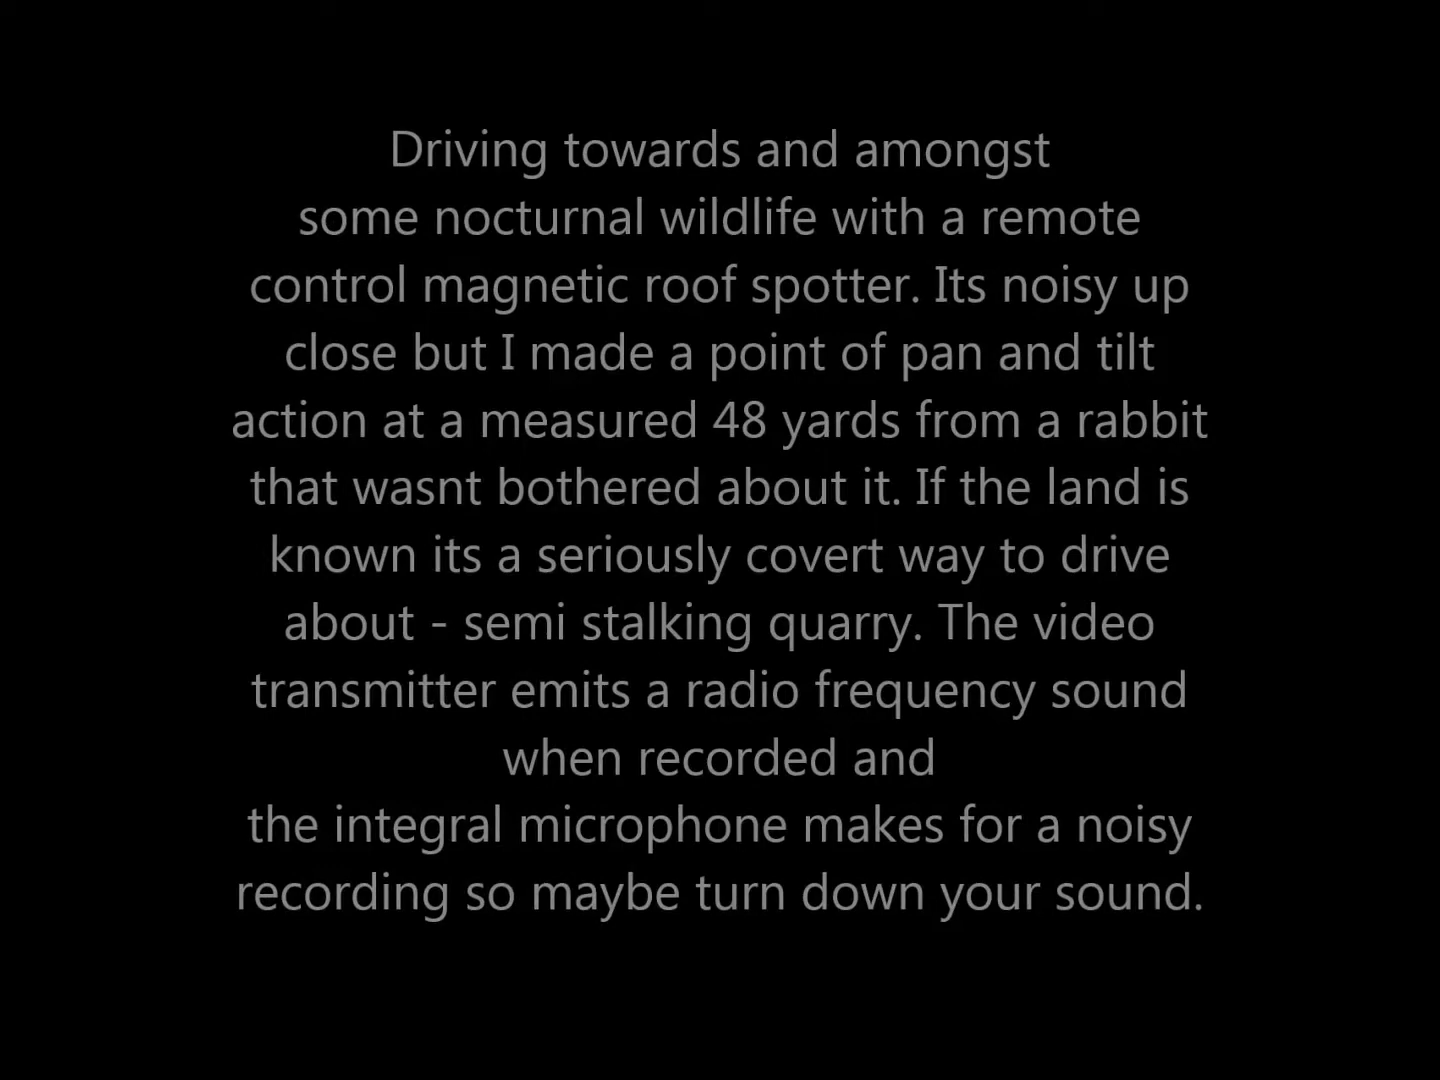 Driving towards and amongst
some nocturnal wildlife with a remote
control magnetic roof spotter. Its noisy up
close but I made a point of pan and tilt
action at a measured 48 yards from a rabbit
that wasnt bothered about it. If the land is
known its a seriously covert way to drive
about - semi stalking quarry. The video
transmitter emits a radio frequency sound
when recorded and
the integral microphone makes for a noisy
recording so maybe turn down your sound.